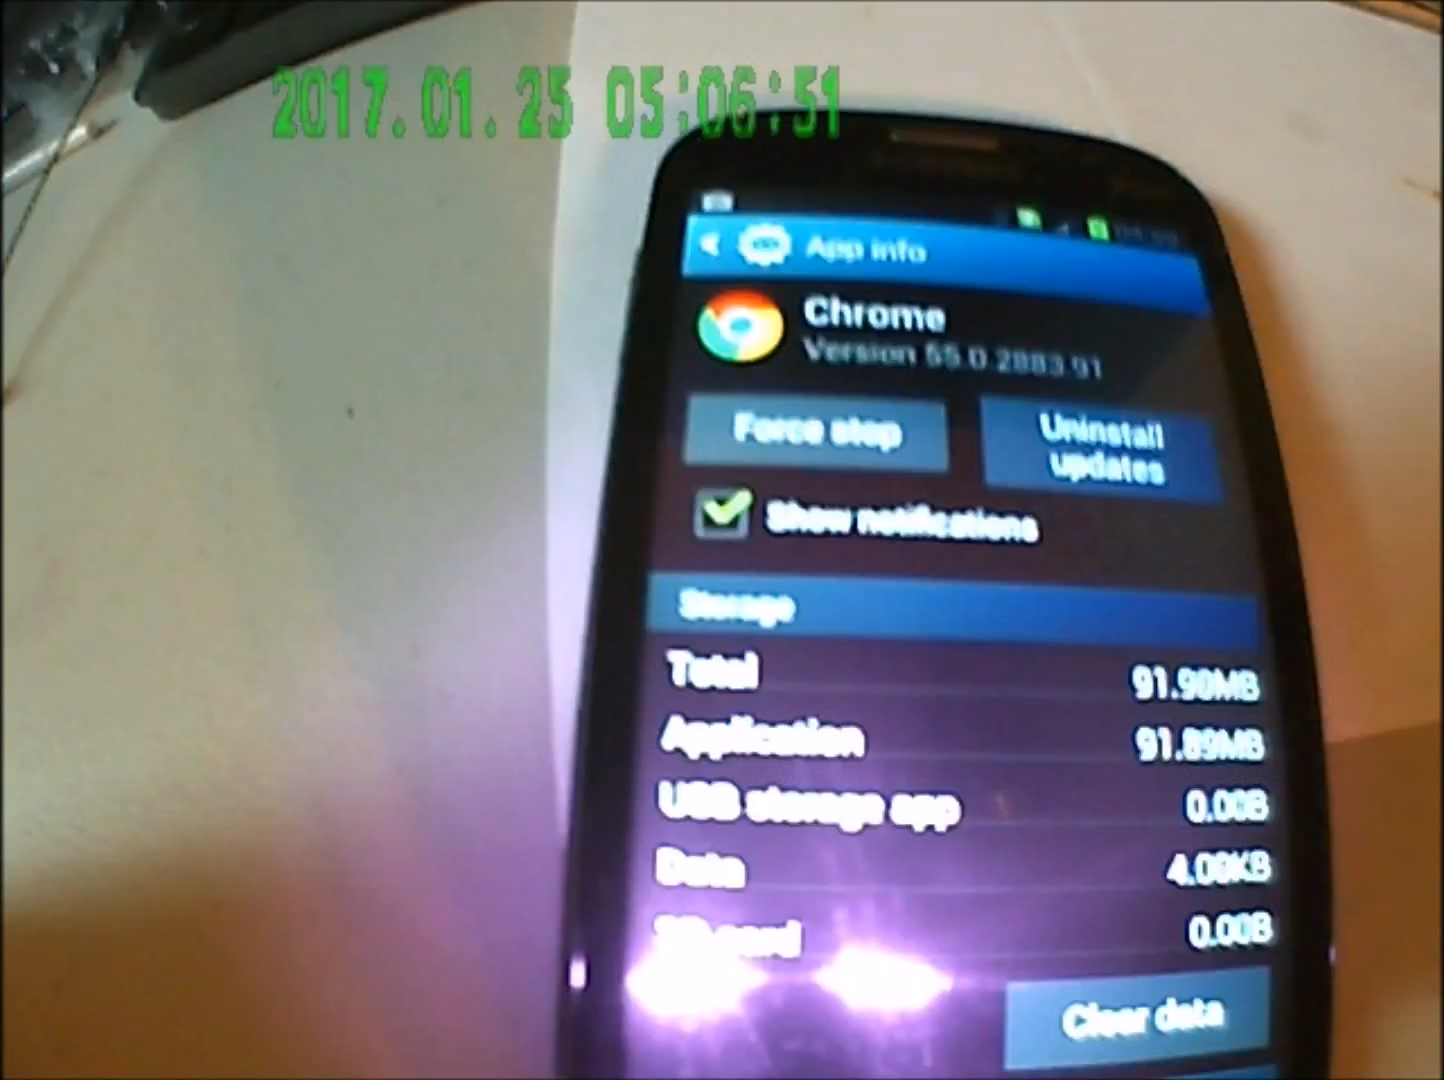 2017.01.25 05:06:51
App info
Chrome
Version 55.0.2883.91
Force stop
Uninstall
updates
Show notifications
Storage
Total 91.90MB
Application 91.89MB
USB storage app 0.00B
Data 4.00KB
SD card 0.00B
Clear data